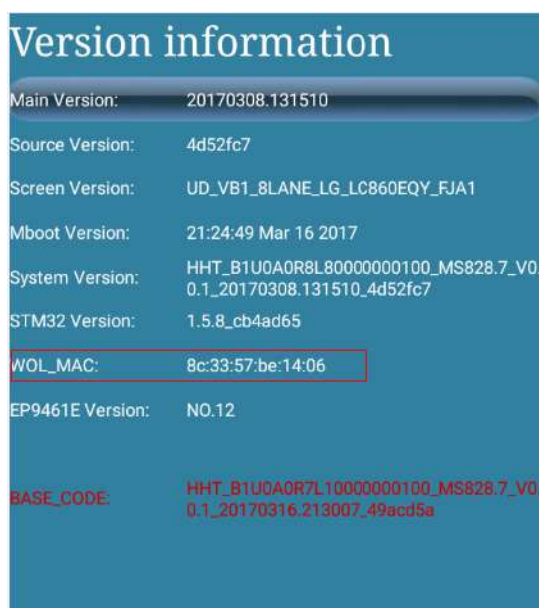 Version information
Main Version: 20170308.131510
Source Version: 4d52fc7
Screen Version: UD_VB1_8LANE_LG_LC860EQY_FJA1
Mboot Version: 21:24:49 Mar 16 2017
System Version: HHT_B1U0A0R8L80000000100_MS828.7_V0.
0.1_20170308.131510_4d52fc7
STM32 Version: 1.5.8_cb4ad65
WOL_MAC: 8c:33:57:be:14:06
EP9461E Version: NO.12
BASE_CODE: HHT_B1U0A0R7L10000000100_MS828.7_V0.
0.1_20170316.213007_49acd5a